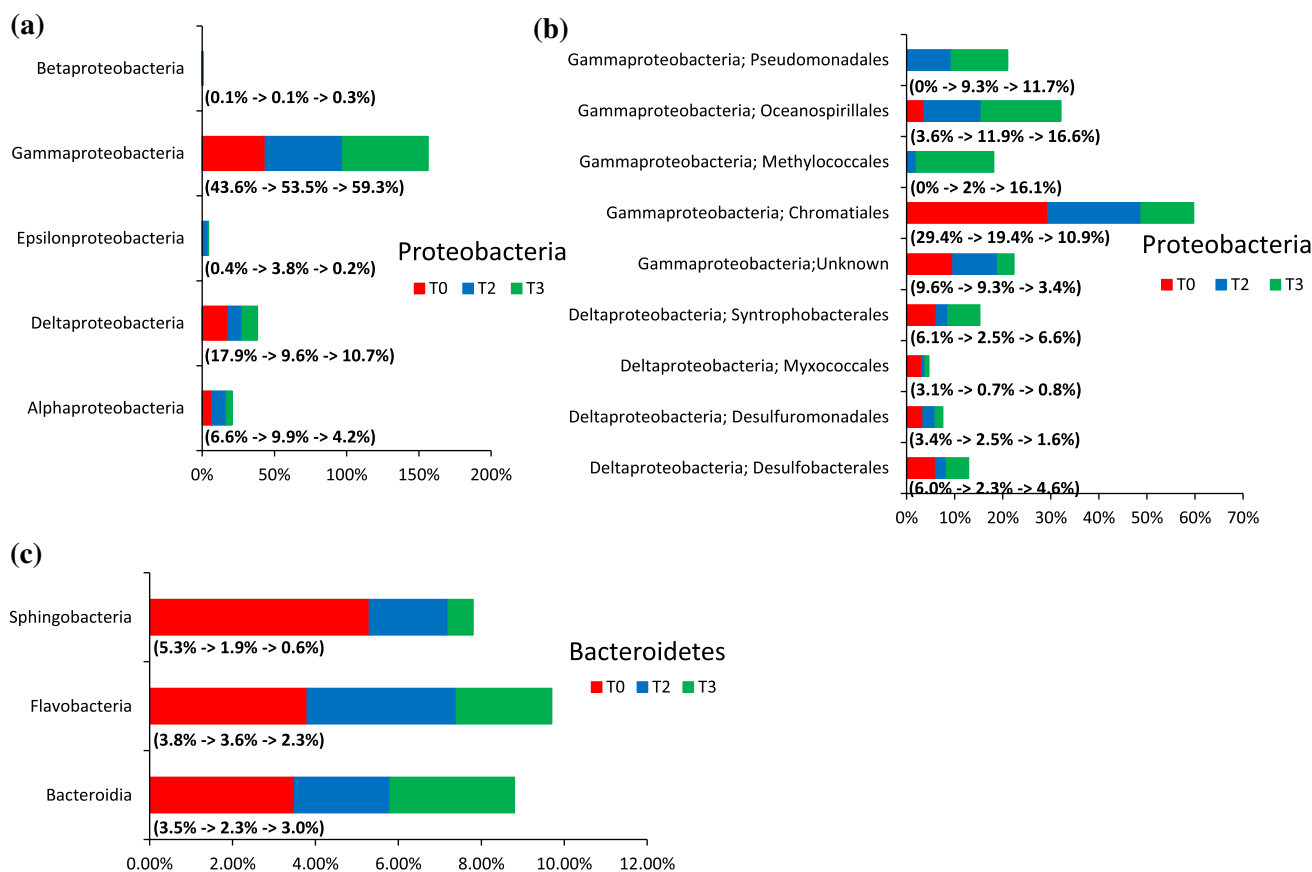 (a)
Betaproteobacteria
(0.1% -> 0.1% -> 0.3%)
Gammaproteobacteria
(43.6% -> 53.5% -> 59.3%)
Epsilonproteobacteria
(0.4% -> 3.8% -> 0.2%)
Deltaproteobacteria
(17.9% -> 9.6% -> 10.7%)
Alphaproteobacteria
(6.6% -> 9.9% -> 4.2%)
0% 50% 100% 150% 200%
Proteobacteria
T0 T2 T3
(b)
Gammaproteobacteria; Pseudomonadales
(0% -> 9.3% -> 11.7%)
Gammaproteobacteria; Oceanospirillales
(3.6% -> 11.9% -> 16.6%)
Gammaproteobacteria; Methylococcales
(0% -> 2% -> 16.1%)
Gammaproteobacteria; Chromatiales
(29.4% -> 19.4% -> 10.9%)
Gammaproteobacteria;Unknown
(9.6% -> 9.3% -> 3.4%)
Deltaproteobacteria; Syntrophobacterales
(6.1% -> 2.5% -> 6.6%)
Deltaproteobacteria; Myxococcales
(3.1% -> 0.7% -> 0.8%)
Deltaproteobacteria; Desulfuromonadales
(3.4% -> 2.5% -> 1.6%)
Deltaproteobacteria; Desulfobacterales
(6.0% -> 2.3% -> 4.6%)
0% 10% 20% 30% 40% 50% 60% 70%
Proteobacteria
T0 T2 T3
(c)
Sphingobacteria
(5.3% -> 1.9% -> 0.6%)
Flavobacteria
(3.8% -> 3.6% -> 2.3%)
Bacteroidia
(3.5% -> 2.3% -> 3.0%)
0.00% 2.00% 4.00% 6.00% 8.00% 10.00% 12.00%
Bacteroidetes
T0 T2 T3